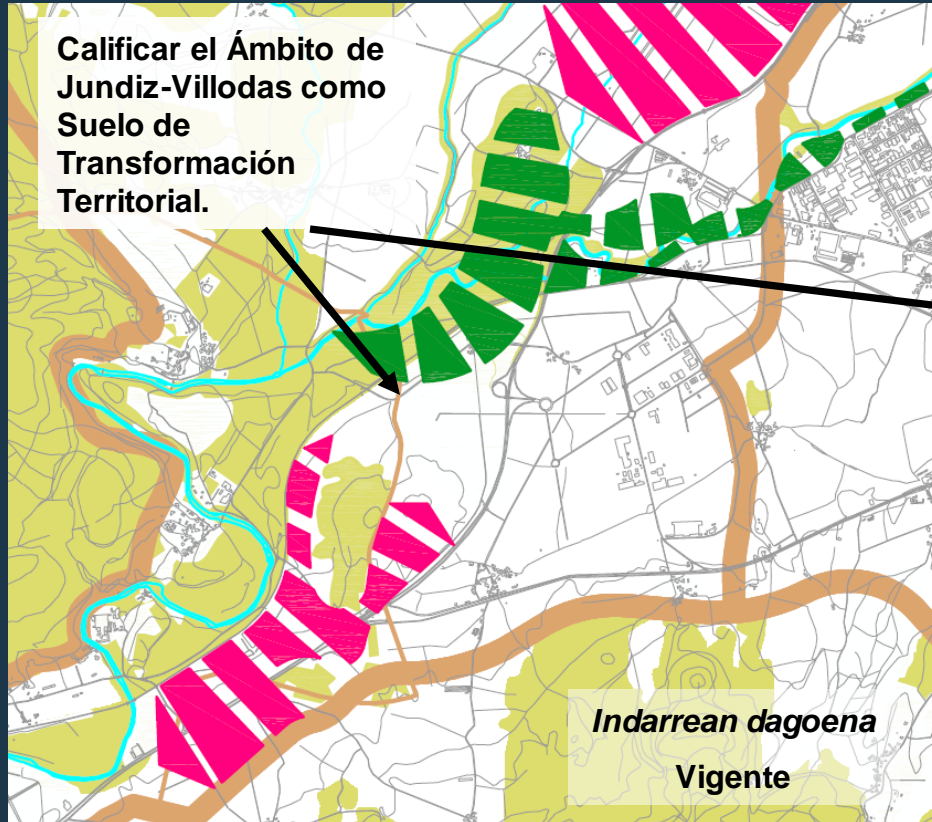 Calificar el Ámbito de
Jundiz-Villodas como
Suelo de
Transformación
Territorial.
Indarrean dagoena
Vigente